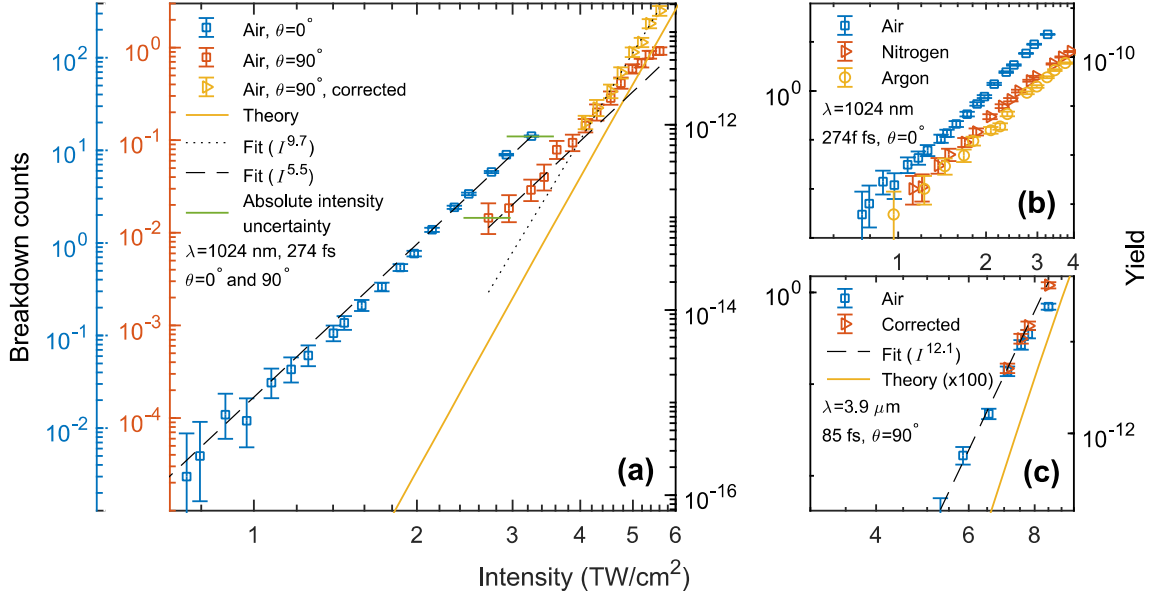 Breakdown counts
10^2
10^1
10^0
10^-1
10^-2
10^0
10^-1
10^-2
10^-3
10^-4
Air, θ=0°
Air, θ=90°
Air, θ=90°, corrected
Theory
Fit (I^9.7)
Fit (I^5.5)
Absolute intensity
uncertainty
λ=1024 nm, 274 fs
θ=0° and 90°
(a)
10^-12
10^-14
10^-16
1 2 3 4 5 6
Intensity (TW/cm^2)
10^0
Air
Nitrogen
Argon
λ=1024 nm
274f fs, θ=0°
(b)
10^-10
1 2 3 4
10^0
Air
Corrected
Fit (I^12.1)
Theory (x100)
λ=3.9 μm
85 fs, θ=90°
(c)
10^-12
4 6 8
Yield